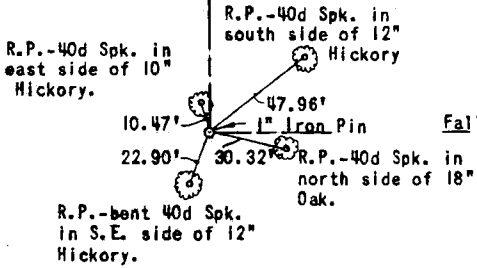 R.P.-40d Spk. in
south side of 12"
Hickory
R.P.-40d Spk. in
east side of 10"
Hickory.
47.96'
10.47'
1" Iron Pin
Fal
22.90'
30.32'
R.P.-40d Spk. in
north side of 18"
Oak.
R.P.-bent 40d Spk.
in S.E. side of 12"
Hickory.